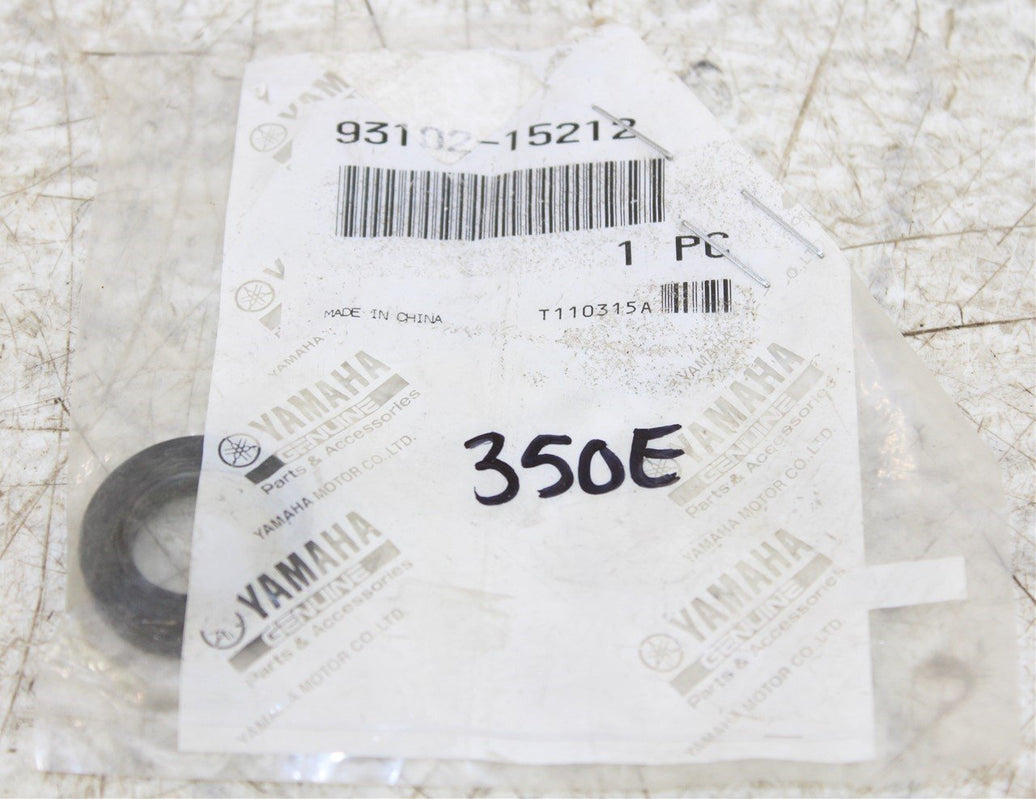 YAM
93102-15212
1 PC
MADE IN CHINA
T110315A
YAMAHA
YAMAHA
GENUINE
Parts & Accessories
YAMAHA MOTOR CO.,LTD.
350E
YAMAHA
GENUINE
Parts & Accessories
YAMAHA MOTOR CO.,LTD.
YAMAHA
GENUINE
Parts & Accessories
YAMAHA MOTOR CO.,LTD.
YAMAHA
GENUINE
Parts & Accessories
YAMAHA MOTOR CO.,LTD.